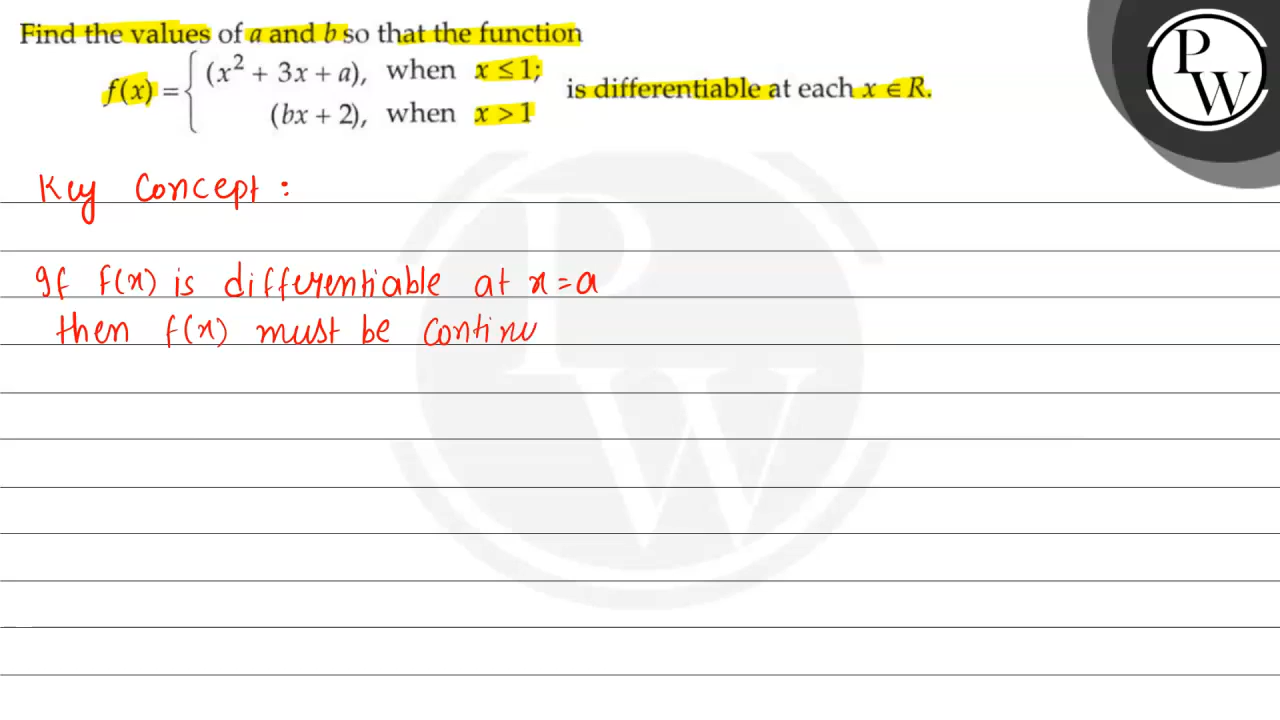 Find the values of a and b so that the function
f(x) = { (x² + 3x + a), when x ≤ 1;
(bx + 2), when x > 1
is differentiable at each x ∈ R.
P
W
Key Concept :
If f(x) is differentiable at x = a
then f(x) must be continu
P
W